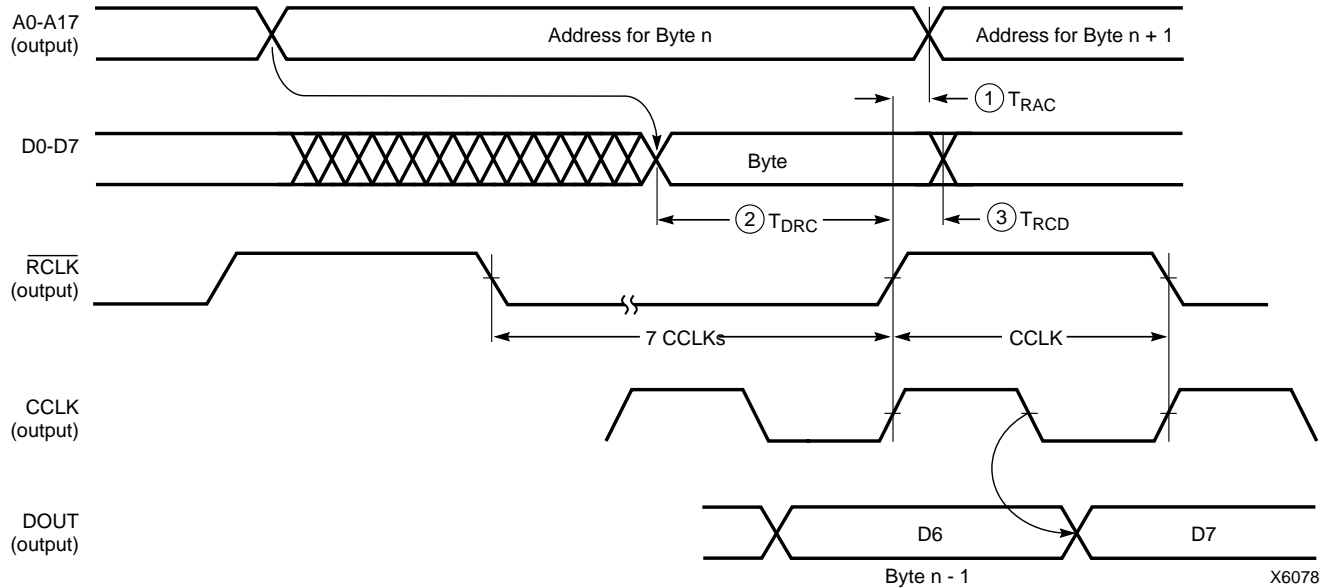 A0-A17
(output)
Address for Byte n
Address for Byte n + 1
1 TRAC
D0-D7
Byte
2 TDRC
3 TRCD
RCLK
(output)
7 CCLKs
CCLK
CCLK
(output)
DOUT
(output)
D6
D7
Byte n - 1
X6078